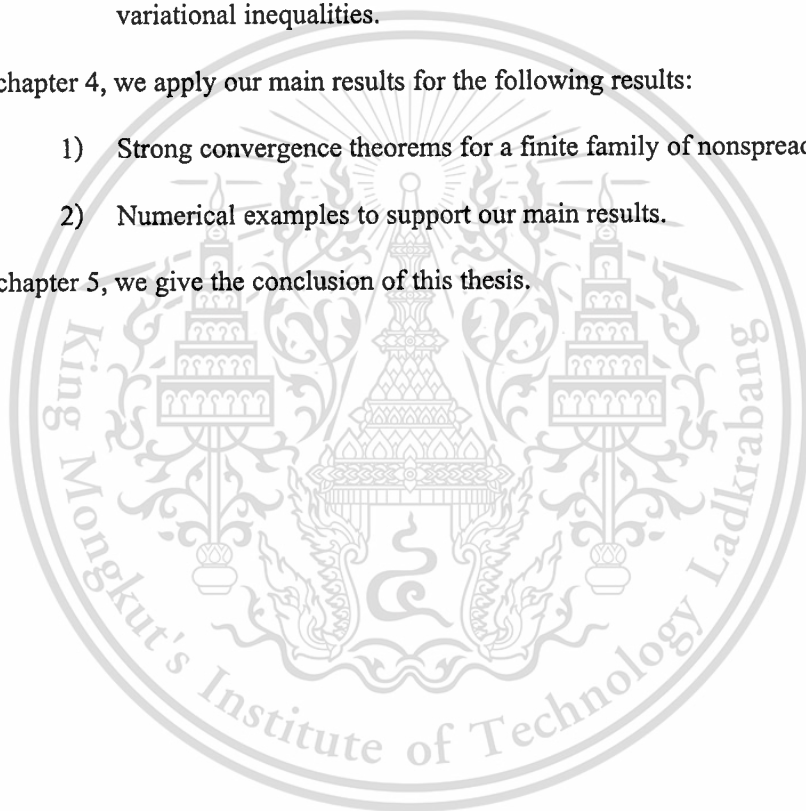 variational inequalities.
chapter 4, we apply our main results for the following results:
1) Strong convergence theorems for a finite family of
2) Numerical examples to support our main results.
chapter 5, we give the conclusion of this thesis.
King Mongkut's Institute of Technology Ladkrabang